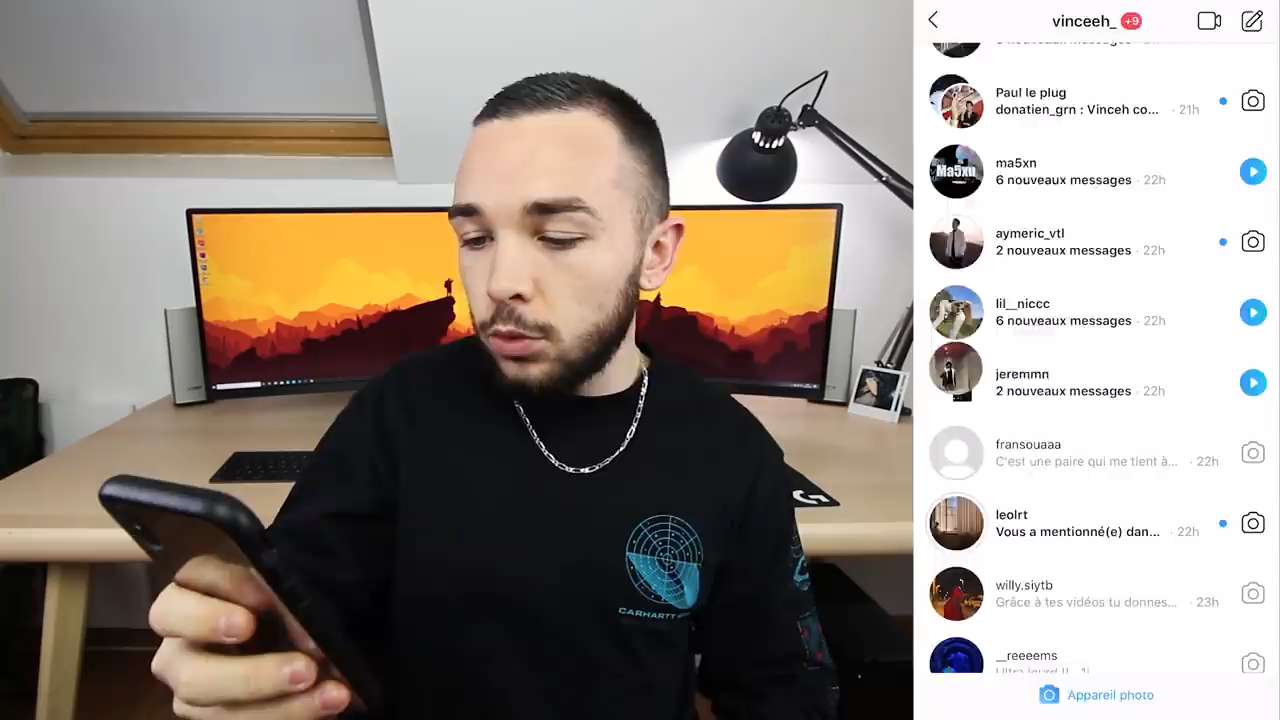 vinceeh_ +9
Paul le plug
donatien_grn : Vinceh co... · 21h
ma5xn
Ma5xn
6 nouveaux messages · 22h
aymeric_vtl
2 nouveaux messages · 22h
lil__niccc
6 nouveaux messages · 22h
jeremmn
2 nouveaux messages · 22h
fransouaaa
C'est une paire qui me tient à... · 22h
leolrt
Vous a mentionné(e) dan... · 22h
willy.siytb
Grâce à tes vidéos tu donnes... · 23h
__reeeems
Appareil photo
CARHARTT